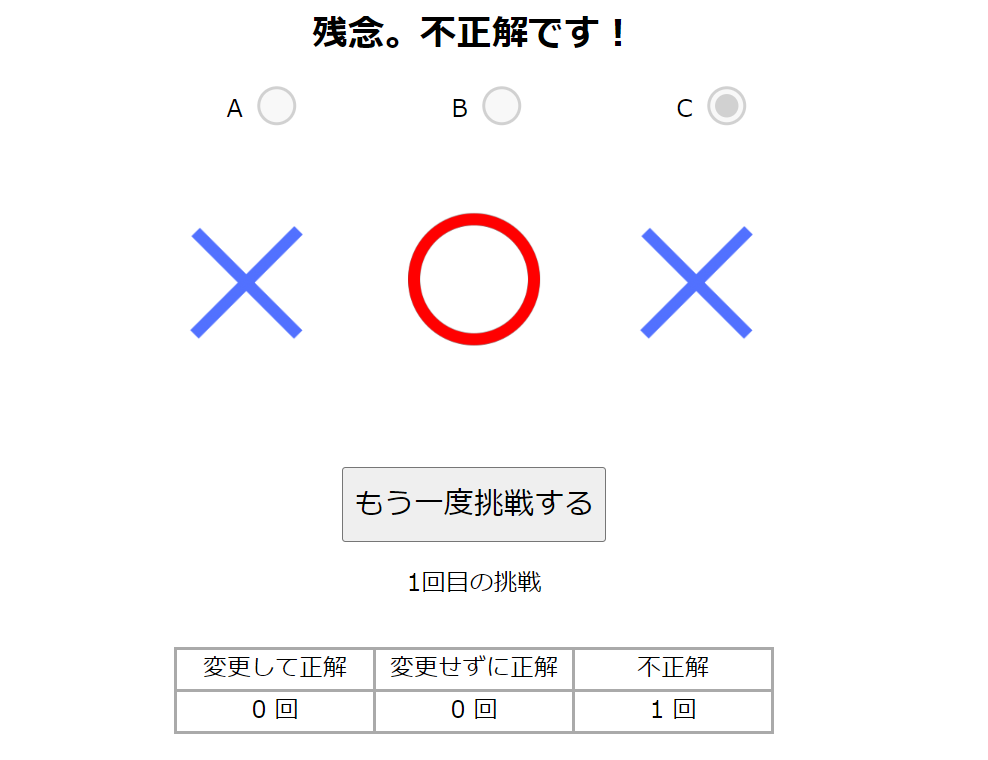 残念。不正解です！
A B C
もう一度挑戦する
1回目の挑戦
変更して正解 変更せずに正解 不正解
0 回 0 回 1 回